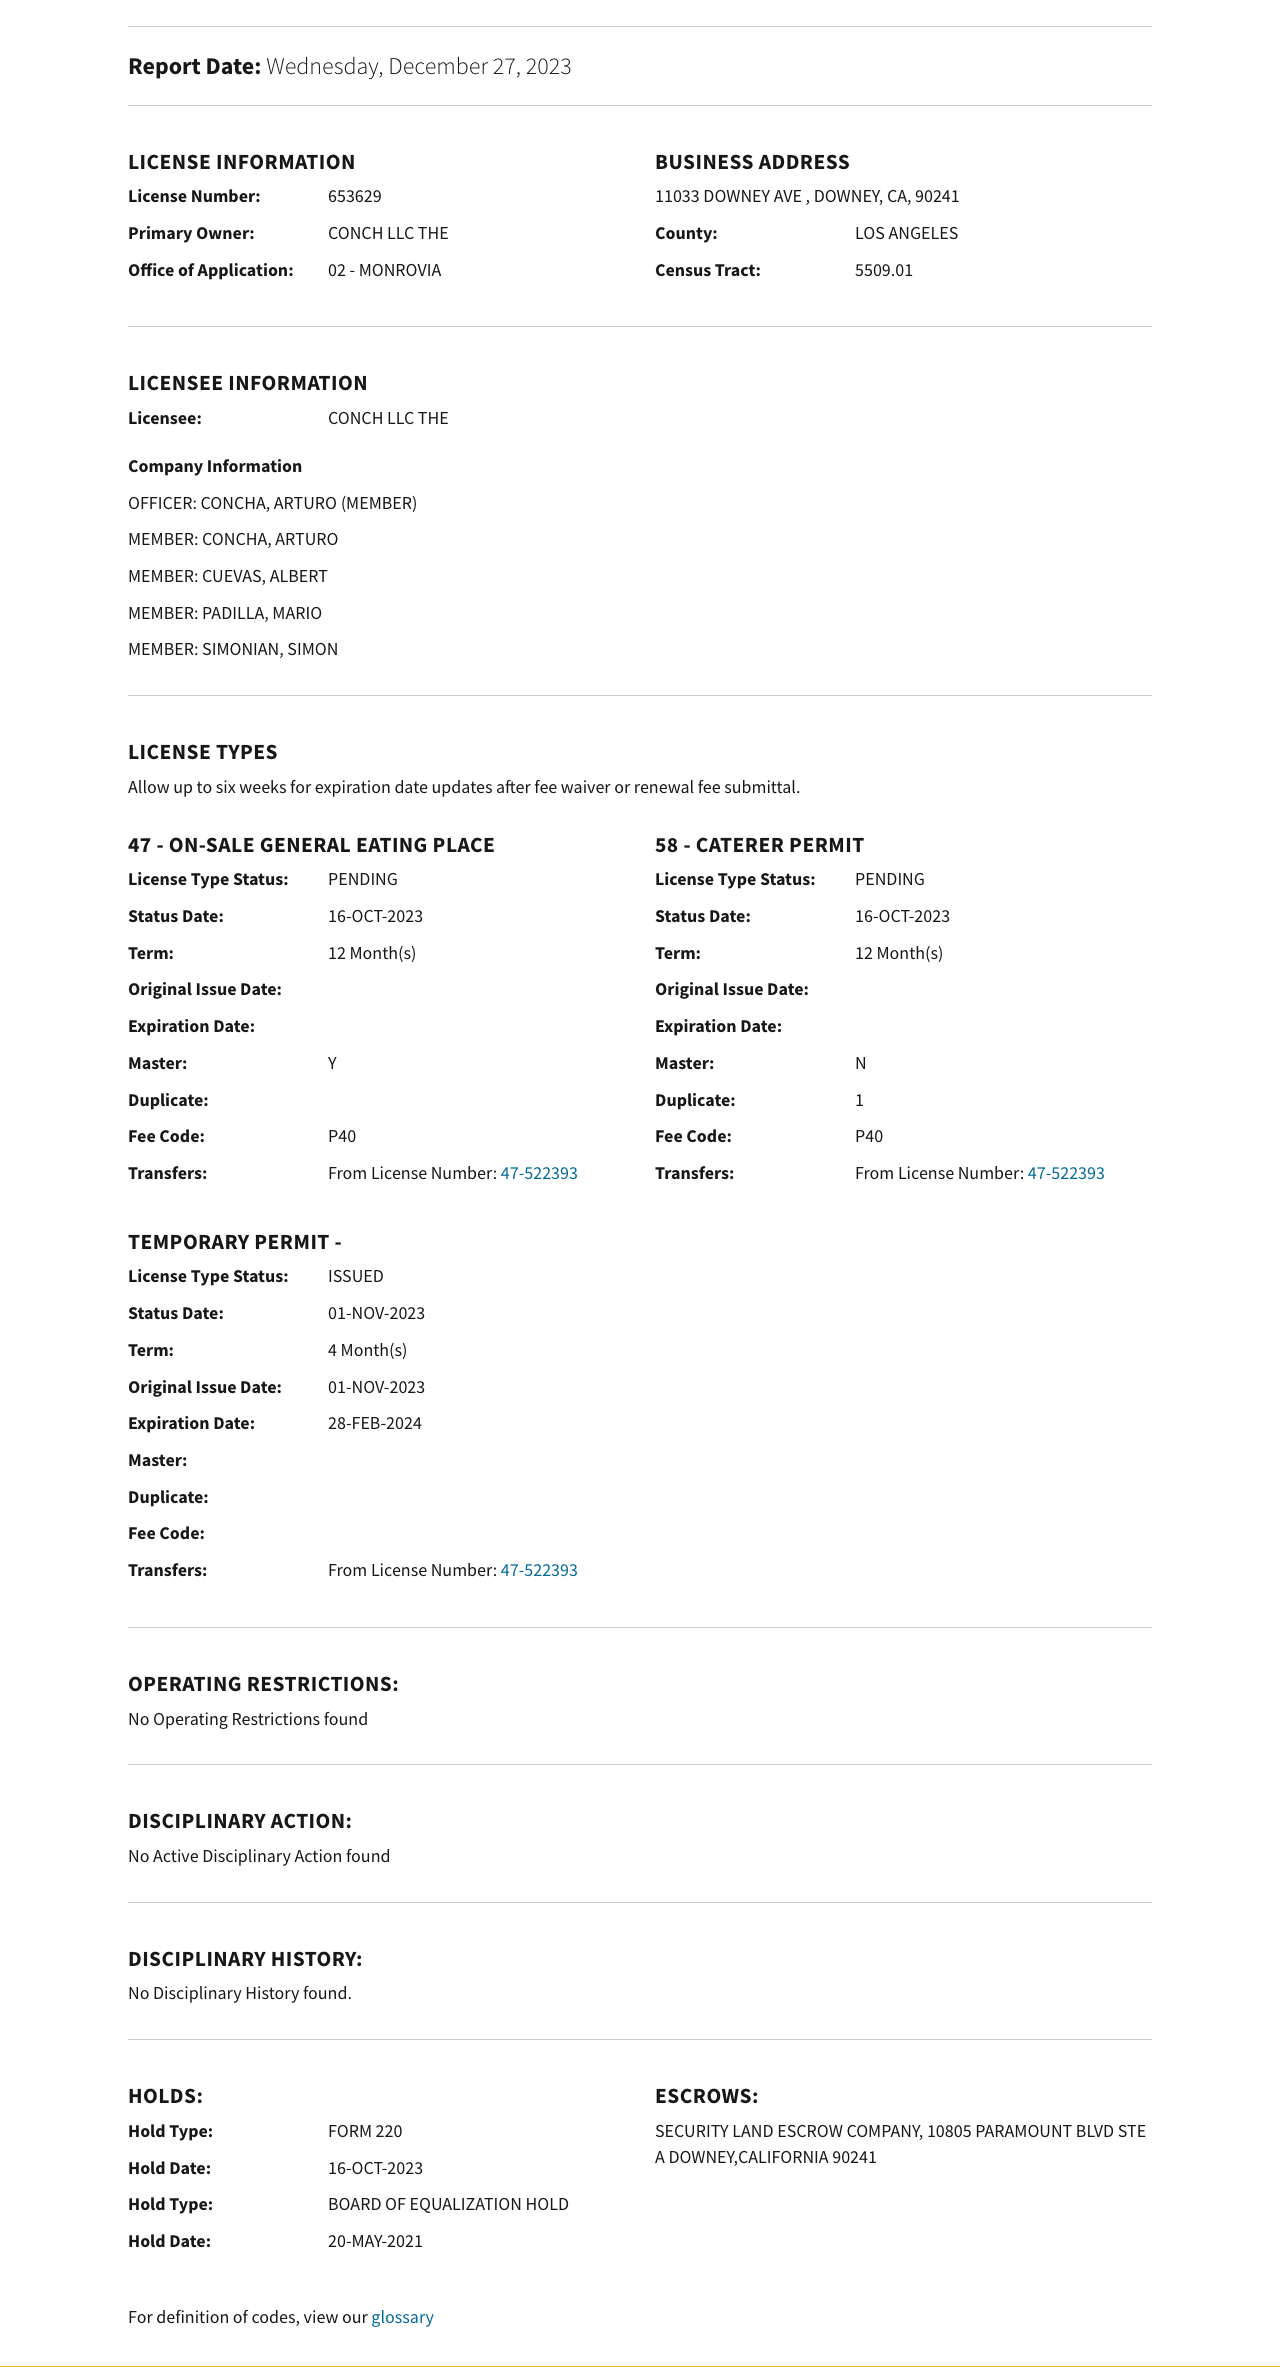 Report Date: Wednesday, December 27, 2023
LICENSE INFORMATION
License Number: 653629
Primary Owner: CONCH LLC THE
Office of Application: 02 - MONROVIA
BUSINESS ADDRESS
11033 DOWNEY AVE , DOWNEY, CA, 90241
County: LOS ANGELES
Census Tract: 5509.01
LICENSEE INFORMATION
Licensee: CONCH LLC THE
Company Information
OFFICER: CONCHA, ARTURO (MEMBER)
MEMBER: CONCHA, ARTURO
MEMBER: CUEVAS, ALBERT
MEMBER: PADILLA, MARIO
MEMBER: SIMONIAN, SIMON
LICENSE TYPES
Allow up to six weeks for expiration date updates after fee waiver or renewal fee submittal.
47 - ON-SALE GENERAL EATING PLACE
License Type Status: PENDING
Status Date: 16-OCT-2023
Term: 12 Month(s)
Original Issue Date:
Expiration Date:
Master: Y
Duplicate:
Fee Code: P40
Transfers: From License Number: 47-522393
58 - CATERER PERMIT
License Type Status: PENDING
Status Date: 16-OCT-2023
Term: 12 Month(s)
Original Issue Date:
Expiration Date:
Master: N
Duplicate: 1
Fee Code: P40
Transfers: From License Number: 47-522393
TEMPORARY PERMIT -
License Type Status: ISSUED
Status Date: 01-NOV-2023
Term: 4 Month(s)
Original Issue Date: 01-NOV-2023
Expiration Date: 28-FEB-2024
Master:
Duplicate:
Fee Code:
Transfers: From License Number: 47-522393
OPERATING RESTRICTIONS:
No Operating Restrictions found
DISCIPLINARY ACTION:
No Active Disciplinary Action found
DISCIPLINARY HISTORY:
No Disciplinary History found.
HOLDS:
Hold Type: FORM 220
Hold Date: 16-OCT-2023
Hold Type: BOARD OF EQUALIZATION HOLD
Hold Date: 20-MAY-2021
ESCROWS:
SECURITY LAND ESCROW COMPANY, 10805 PARAMOUNT BLVD STE
A DOWNEY,CALIFORNIA 90241
For definition of codes, view our glossary